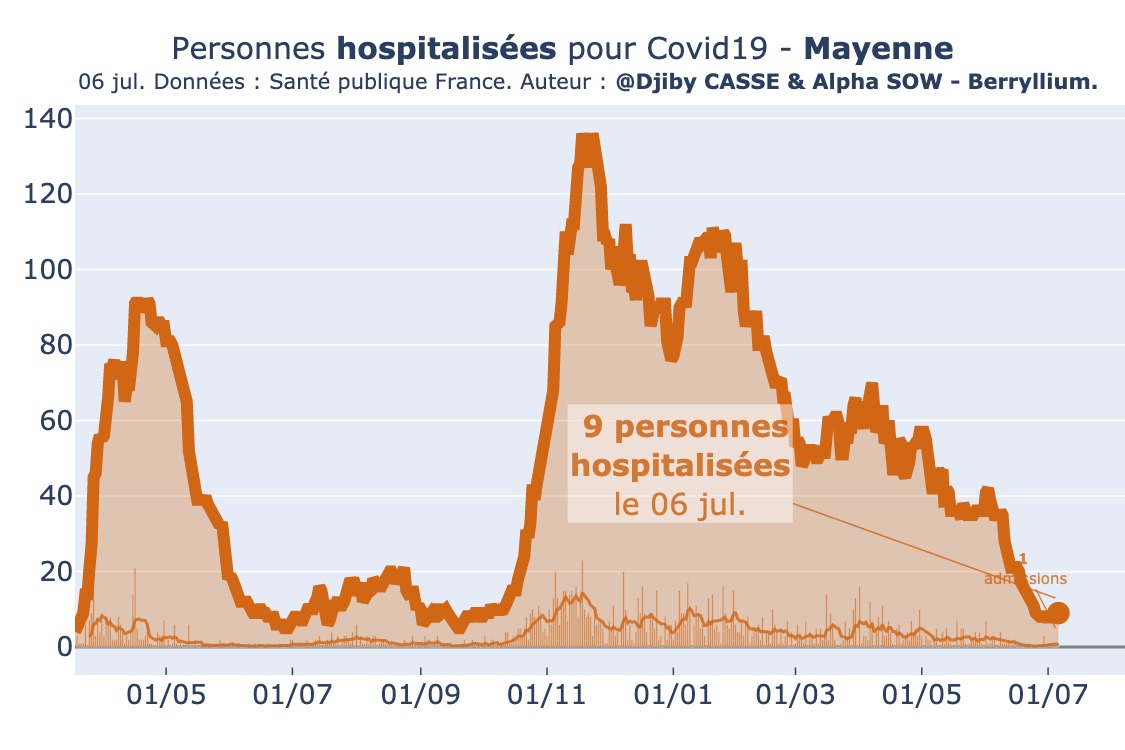 Personnes hospitalisées pour Covid19 - Mayenne
06 jul. Données : Santé publique France. Auteur : @Djiby CASSE & Alpha SOW - Berryllium.
140
120
100
80
60
40
20
0
9 personnes
hospitalisées
le 06 jul.
1
admissions
01/05
01/07
01/09
01/11
01/01
01/03
01/05
01/07